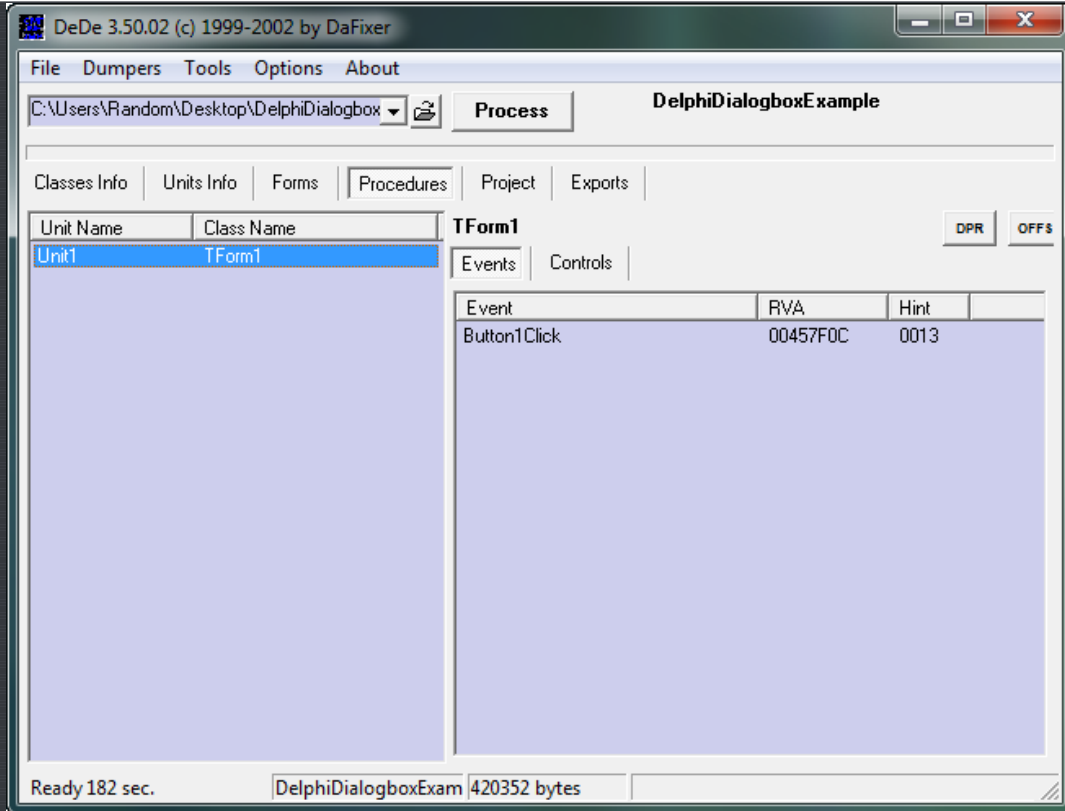 DeDe 3.50.02 (c) 1999-2002 by DaFixer
File Dumpers Tools Options About
C:\Users\Random\Desktop\DelphiDialogbox Process DelphiDialogboxExample
Classes Info Units Info Forms Procedures Project Exports
Unit Name Class Name
Unit1 TForm1
TForm1 DPR OFFS
Events Controls
Event RVA Hint
Button1Click 00457F0C 0013
Ready 182 sec. DelphiDialogboxExam 420352 bytes